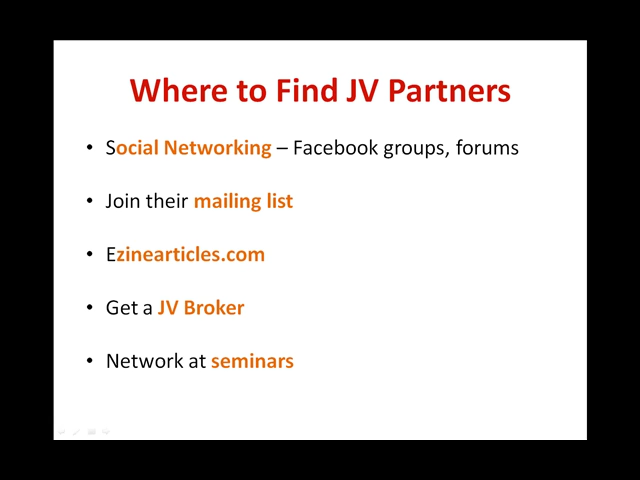 Where to Find JV Partners
• Social Networking – Facebook groups, forums
• Join their mailing list
• Ezinearticles.com
• Get a JV Broker
• Network at seminars